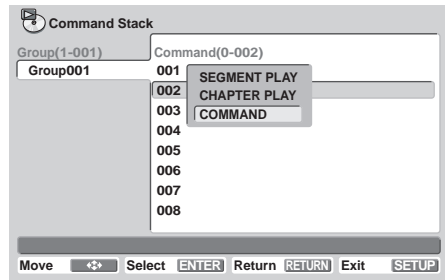 Command Stack
Group(1-001) Command(0-002)
Group001
001
SEGMENT PLAY
002
CHAPTER PLAY
003
COMMAND
004
005
006
007
008
Move Select ENTER Return RETURN Exit SETUP